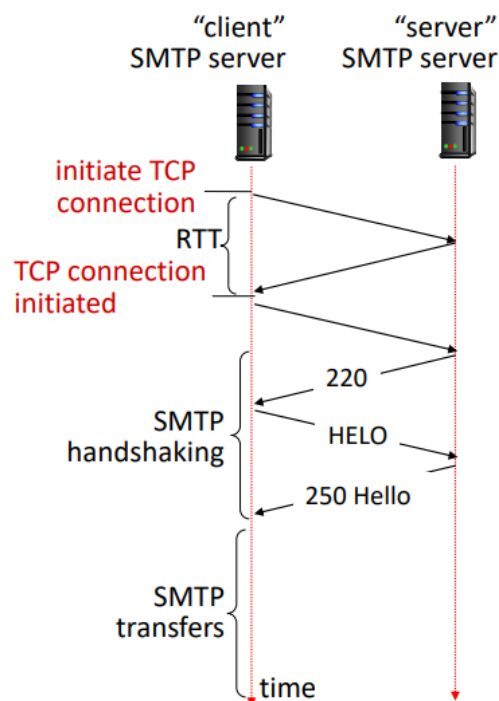 “client”
SMTP server
“server”
SMTP server
initiate TCP
connection
RTT
TCP connection
initiated
220
SMTP
handshaking
HELO
250 Hello
SMTP
transfers
time